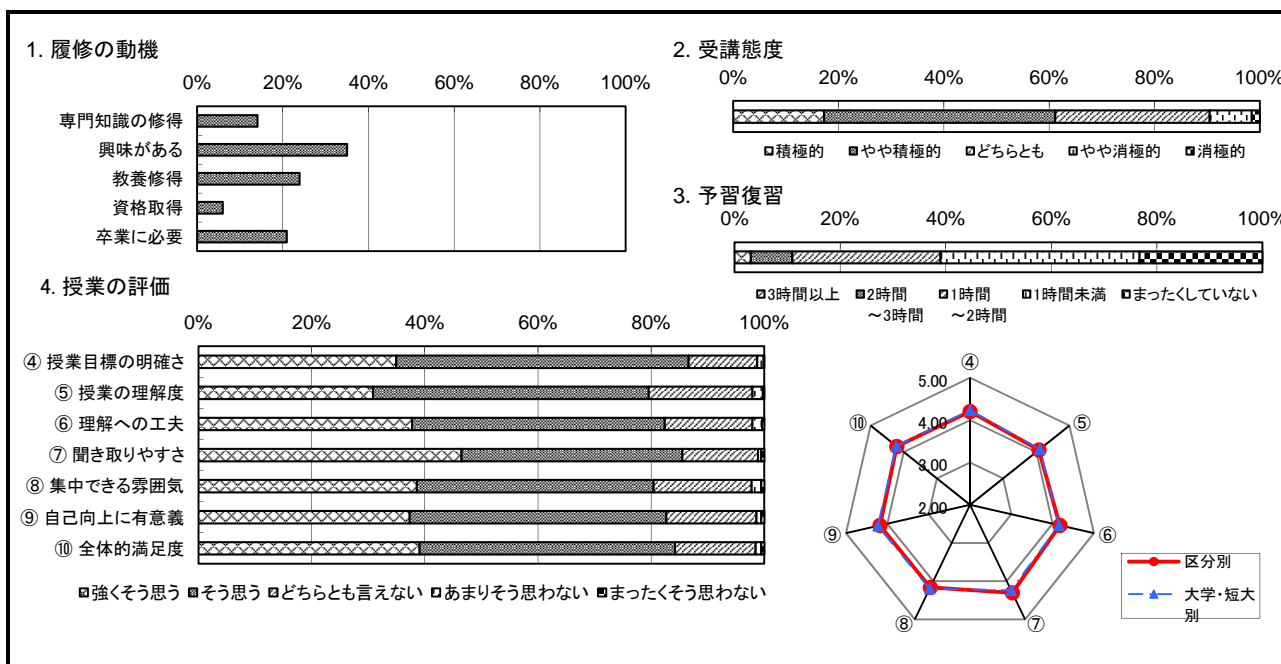 1. 履修の動機
0% 20% 40% 60% 80% 100%
専門知識の修得
興味がある
教養修得
資格取得
卒業に必要
2. 受講態度
0% 20% 40% 60% 80% 100%
積極的 やや積極的 どちらとも やや消極的 消極的
3. 予習復習
0% 20% 40% 60% 80% 100%
3時間以上 2時間 1時間 1時間未満 まったくしていない
～3時間 ～2時間
4. 授業の評価
0% 20% 40% 60% 80% 100%
④ 授業目標の明確さ
⑤ 授業の理解度
⑥ 理解への工夫
⑦ 聞き取りやすさ
⑧ 集中できる雰囲気
⑨ 自己向上に有意義
⑩ 全体的満足度
強くそう思う そう思う どちらとも言えない あまりそう思わない まったくそう思わない
④
5.00
⑩ ⑤
4.00
3.00
2.00
⑨ ⑥
⑧ ⑦
区分別
大学・短大
別